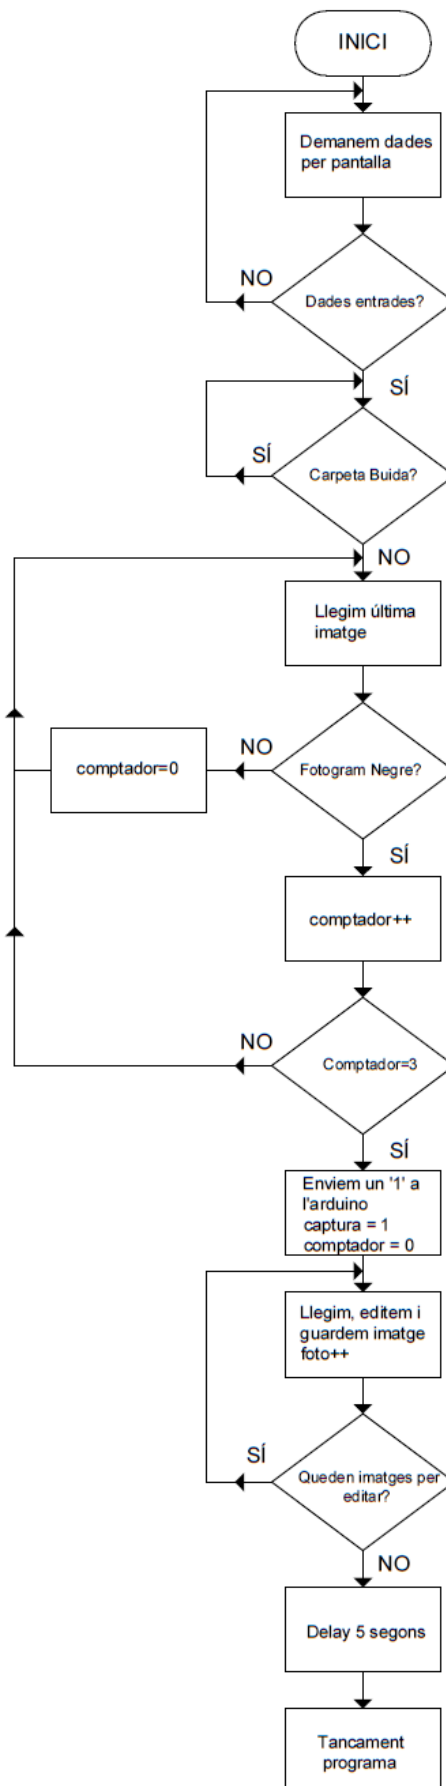 INICI
Demanem dades
per pantalla
NO
Dades entrades?
SÍ
SÍ
Carpeta Buida?
NO
Llegim última
imatge
comptador=0
NO
Fotogram Negre?
SÍ
comptador++
NO
Comptador=3
SÍ
Enviem un '1' a
l'arduino
captura = 1
comptador = 0
Llegim, editem i
guardem imatge
foto++
SÍ
Queden imatges per
editar?
NO
Delay 5 segons
Tancament
programa